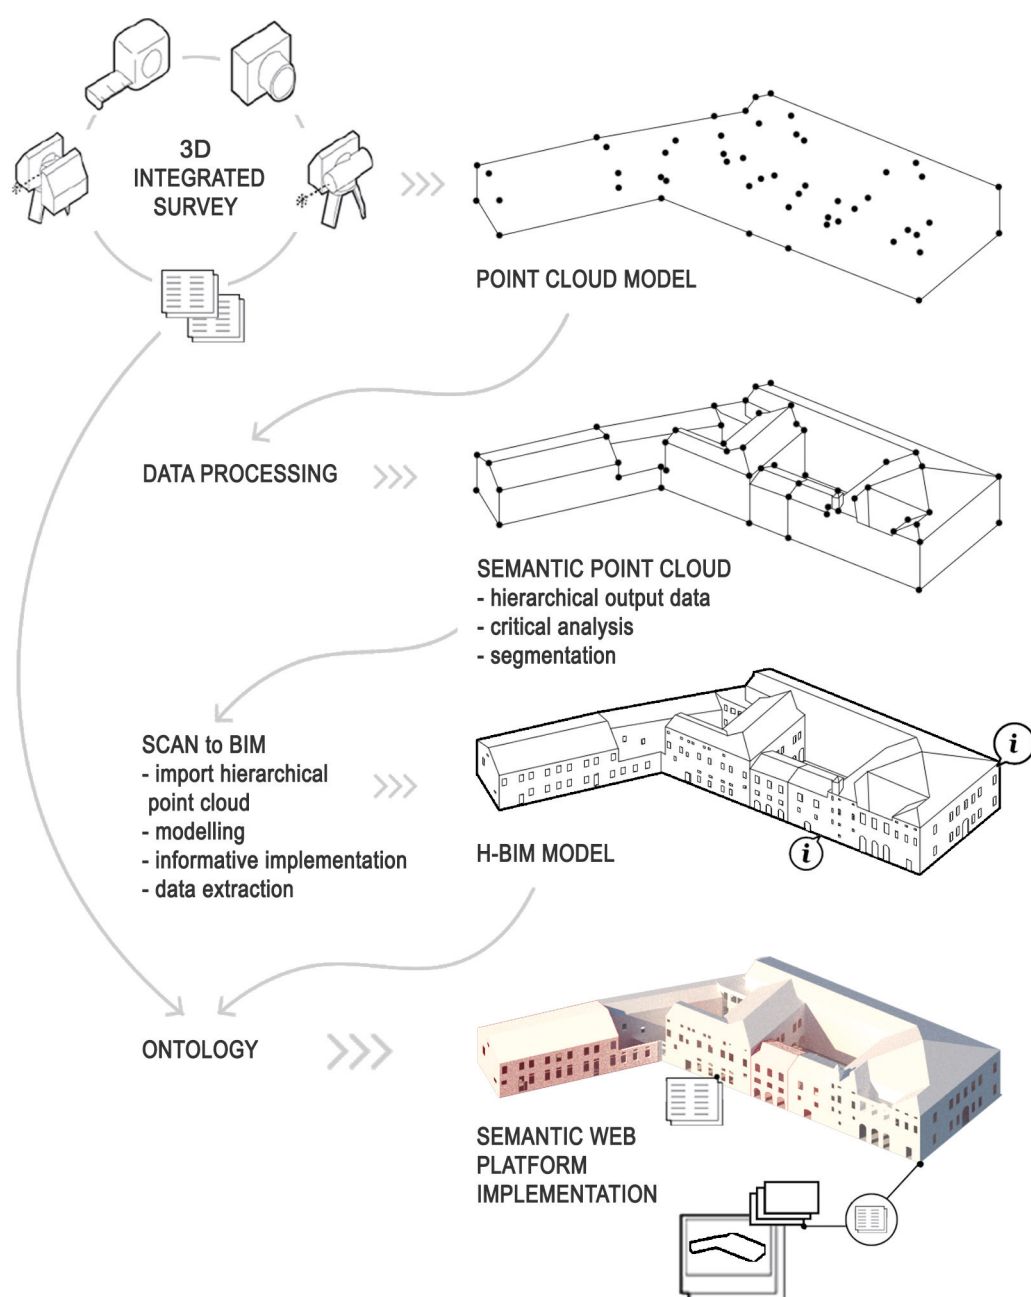 3D
INTEGRATED
SURVEY
POINT CLOUD MODEL
DATA PROCESSING
SEMANTIC POINT CLOUD
- hierarchical output data
- critical analysis
- segmentation
SCAN to BIM
- import hierarchical
point cloud
- modelling
- informative implementation
- data extraction
i
i
H-BIM MODEL
ONTOLOGY
SEMANTIC WEB
PLATFORM
IMPLEMENTATION